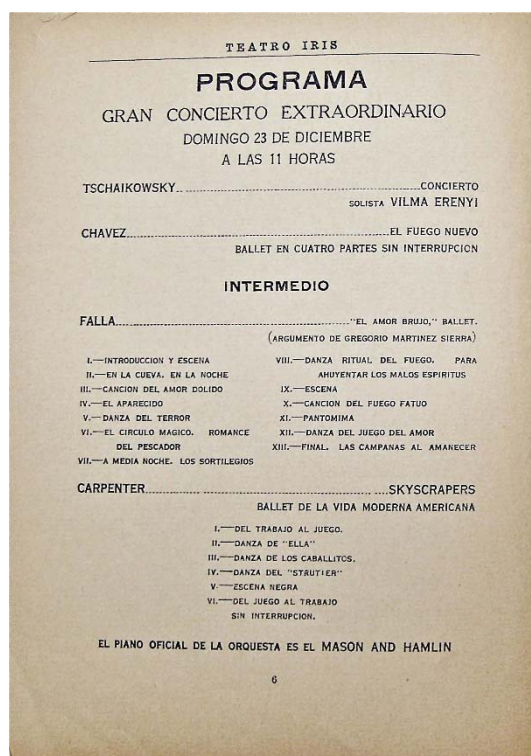 TEATRO IRIS
PROGRAMA
GRAN CONCIERTO EXTRAORDINARIO
DOMINGO 23 DE DICIEMBRE
A LAS 11 HORAS
TSCHAIKOWSKY CONCIERTO
SOLISTA VILMA ERENYI
CHAVEZ EL FUEGO NUEVO
BALLET EN CUATRO PARTES SIN INTERRUPCION
INTERMEDIO
FALLA "EL AMOR BRUJO," BALLET.
(ARGUMENTO DE GREGORIO MARTINEZ SIERRA)
I.—INTRODUCCION Y ESCENA
II.—EN LA CUEVA. EN LA NOCHE
III.—CANCION DEL AMOR DOLIDO
IV.—EL APARECIDO
V.—DANZA DEL TERROR
VI.—EL CIRCULO MAGICO. ROMANCE
DEL PESCADOR
VII.—A MEDIA NOCHE. LOS SORTILEGIOS
VIII.—DANZA RITUAL DEL FUEGO. PARA
AHUYENTAR LOS MALOS ESPIRITUS
IX.—ESCENA
X.—CANCION DEL FUEGO FATUO
XI.—PANTOMIMA
XII.—DANZA DEL JUEGO DEL AMOR
XIII.—FINAL. LAS CAMPANAS AL AMANECER
CARPENTER SKYSCRAPERS
BALLET DE LA VIDA MODERNA AMERICANA
I.—DEL TRABAJO AL JUEGO.
II.—DANZA DE "ELLA"
III.—DANZA DE LOS CABALLITOS.
IV.—DANZA DEL "STRUTIER"
V.—ESCENA NEGRA
VI.—DEL JUEGO AL TRABAJO
SIN INTERRUPCION.
EL PIANO OFICIAL DE LA ORQUESTA ES EL MASON AND HAMLIN
6